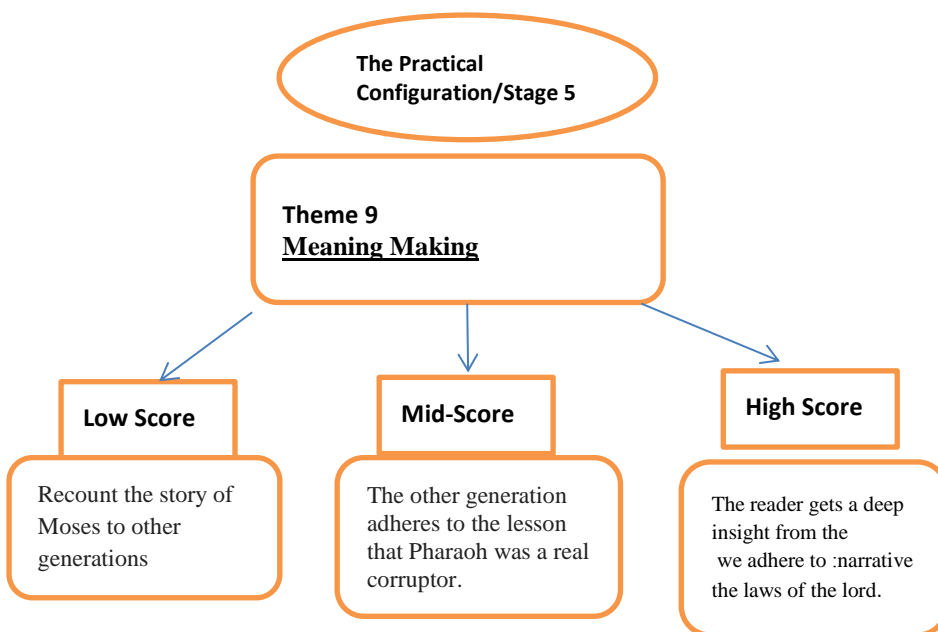 The Practical
Configuration/Stage 5
Theme 9
Meaning Making
Low Score
Recount the story of
Moses to other
generations
Mid-Score
The other generation
adheres to the lesson
that Pharaoh was a real
corruptor.
High Score
The reader gets a deep
insight from the
we adhere to :narrative
the laws of the lord.